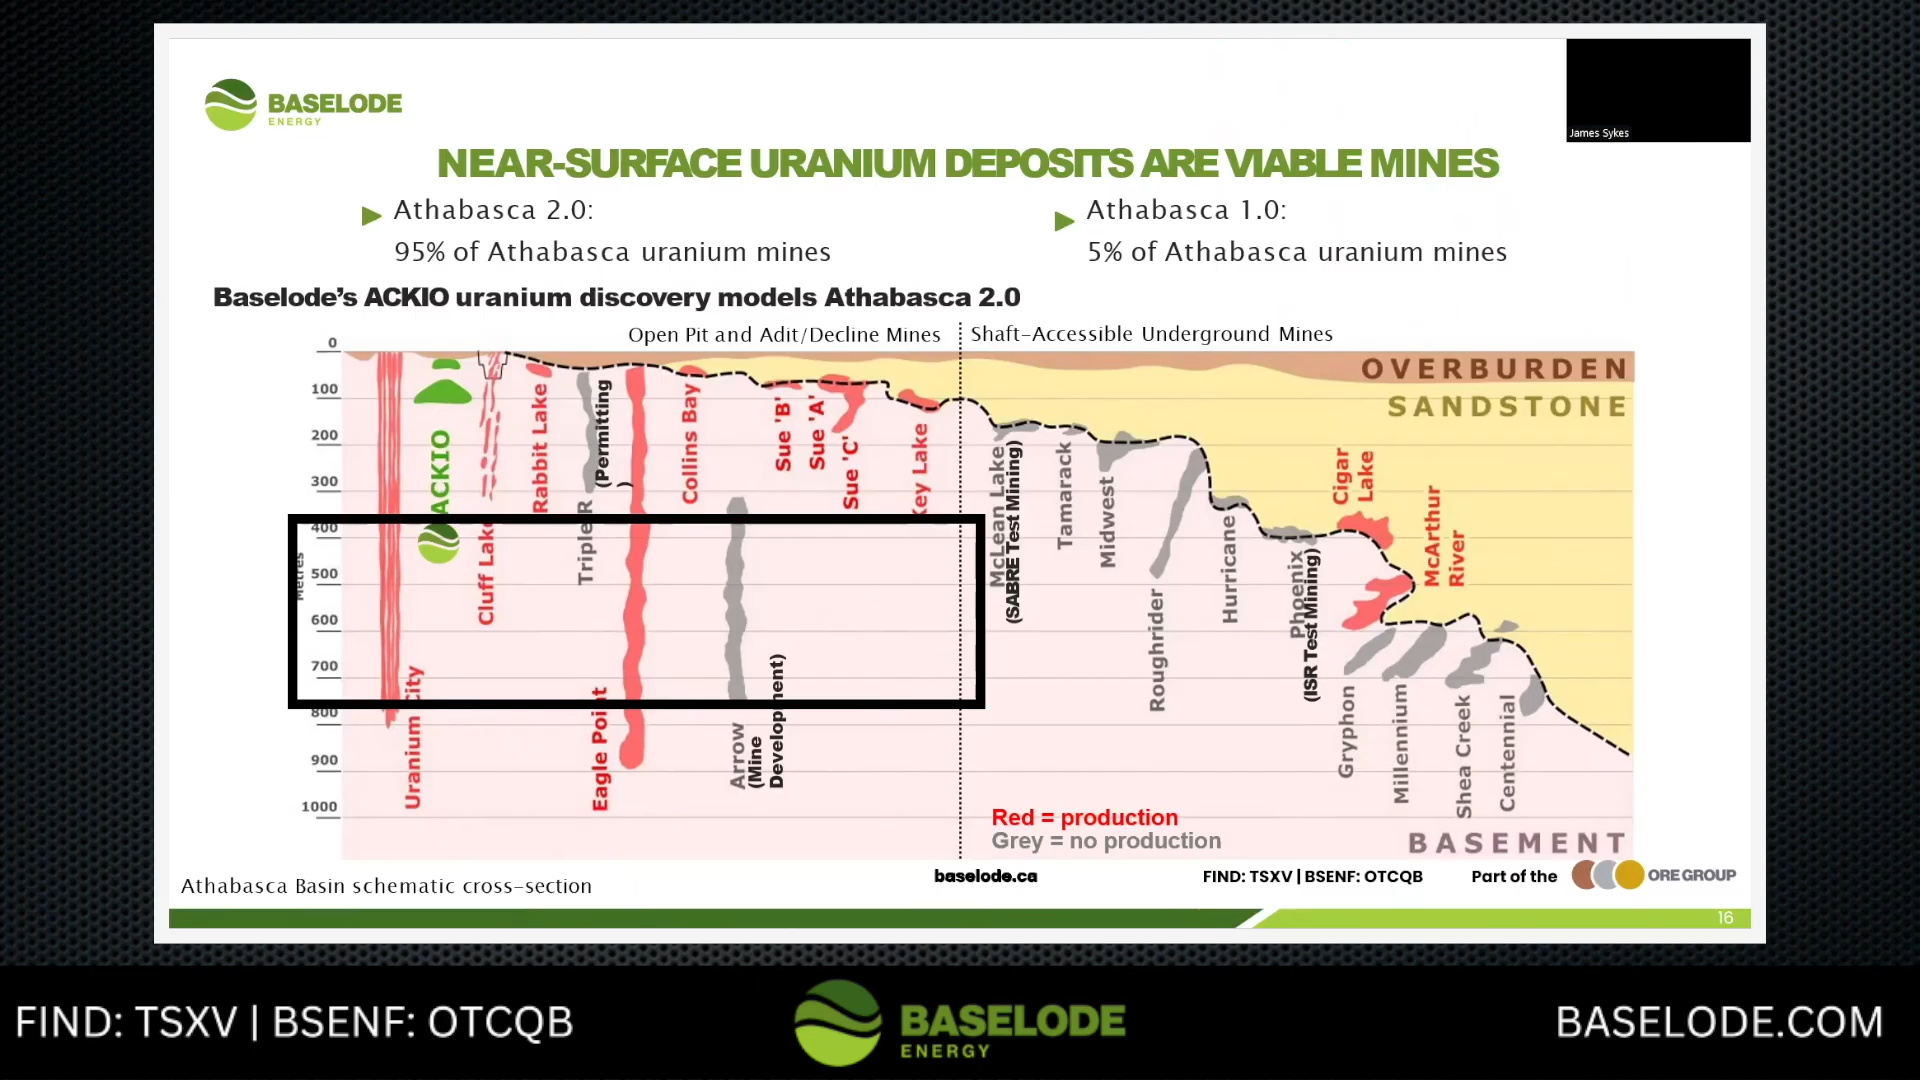 BASELODE
ENERGY
James Sykes
NEAR-SURFACE URANIUM DEPOSITS ARE VIABLE MINES
Athabasca 2.0:
95% of Athabasca uranium mines
Athabasca 1.0:
5% of Athabasca uranium mines
Baselode's ACKIO uranium discovery models Athabasca 2.0
Open Pit and Adit/Decline Mines
Shaft-Accessible Underground Mines
OVERBURDEN
SANDSTONE
0
100
200
300
400
500
600
700
800
900
1000
Metres
Uranium City
ACKIO
Cluff Lake
Rabbit Lake
Triple R
(Permitting)
Eagle Point
Collins Bay
Arrow
(Mine
Development)
Sue 'B'
Sue 'A'
Sue 'C'
Key Lake
McLean Lake
(SABRE Test Mining)
Tamarack
Midwest
Roughrider
Hurricane
Phoenix
(ISR Test Mining)
Cigar
Lake
McArthur
River
Gryphon
Millennium
Shea Creek
Centennial
Red = production
Grey = no production
BASEMENT
Athabasca Basin schematic cross-section
baselode.ca
FIND: TSXV | BSENF: OTCQB
Part of the
ORE GROUP
16
FIND: TSXV | BSENF: OTCQB
BASELODE
ENERGY
BASELODE.COM